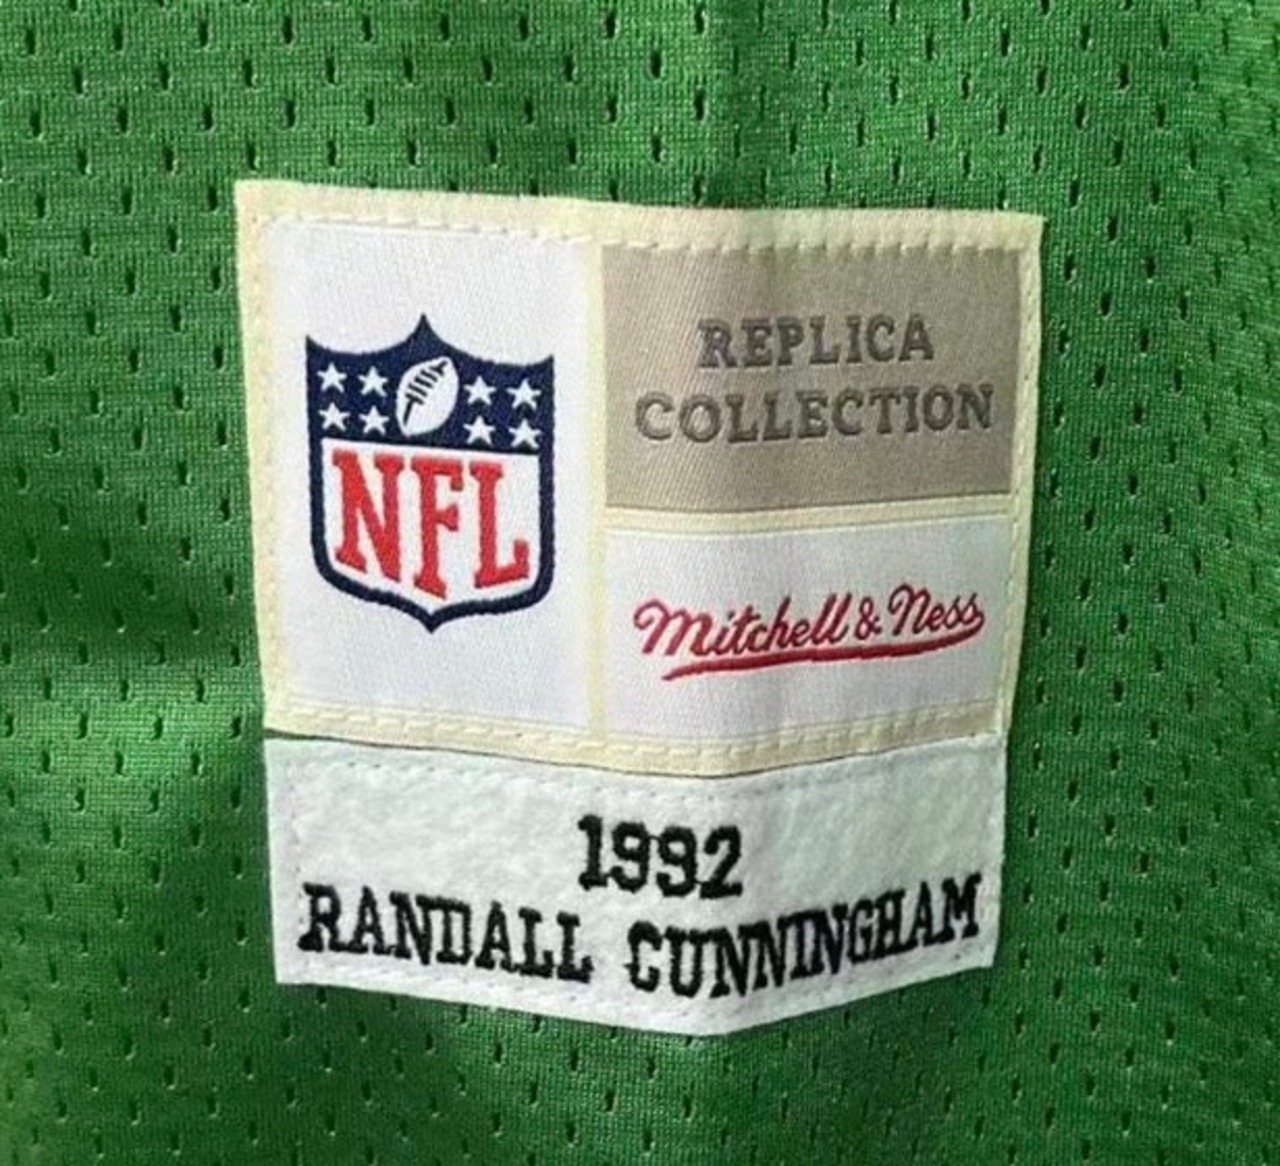 NFL
REPLICA
COLLECTION
Mitchell & Ness
1992
RANDALL CUNNINGHAM